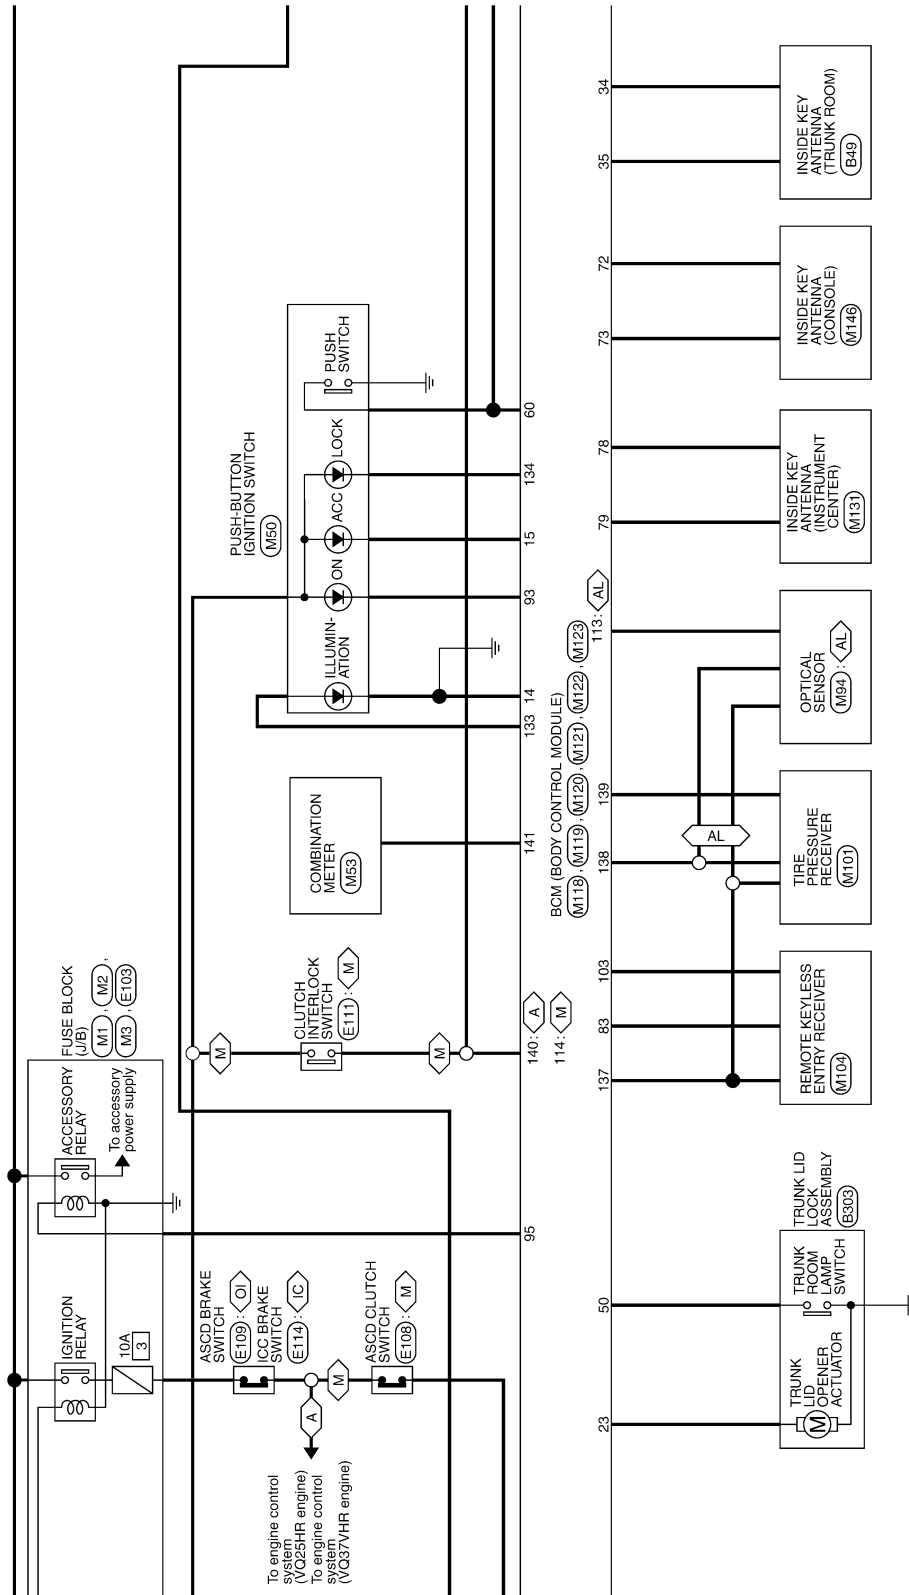 FUSE BLOCK
(J/B)
M1 , M2 ,
M3 , E103
IGNITION
RELAY
10A
3
ACCESSORY
RELAY
To accessory
power supply
ASCD BRAKE
SWITCH
E109 : OI
ICC BRAKE
SWITCH
E114 : IC
M
A
ASCD CLUTCH
SWITCH
E108 : M
To engine control
system
(VQ25HR engine)
To engine control
system
(VQ37VHR engine)
M
CLUTCH
INTERLOCK
SWITCH
E111 : M
M
COMBINATION
METER
M53
PUSH-BUTTON
IGNITION SWITCH
M50
ILLUMIN-
ATION
ON
ACC
LOCK
PUSH
SWITCH
95
140: A
114: M
141
133
14
93
15
134
60
BCM (BODY CONTROL MODULE)
M118 , M119 , M120 , M121 , M122 , M123
23
50
137
83
103
138
139
113: AL
79
78
73
72
35
34
AL
TRUNK LID
LOCK
ASSEMBLY
B303
TRUNK
LID
OPENER
ACTUATOR
M
TRUNK
ROOM
LAMP
SWITCH
REMOTE KEYLESS
ENTRY RECEIVER
M104
TIRE
PRESSURE
RECEIVER
M101
OPTICAL
SENSOR
M94 : AL
INSIDE KEY
ANTENNA
(INSTRUMENT
CENTER)
M131
INSIDE KEY
ANTENNA
(CONSOLE)
M146
INSIDE KEY
ANTENNA
(TRUNK ROOM)
B49